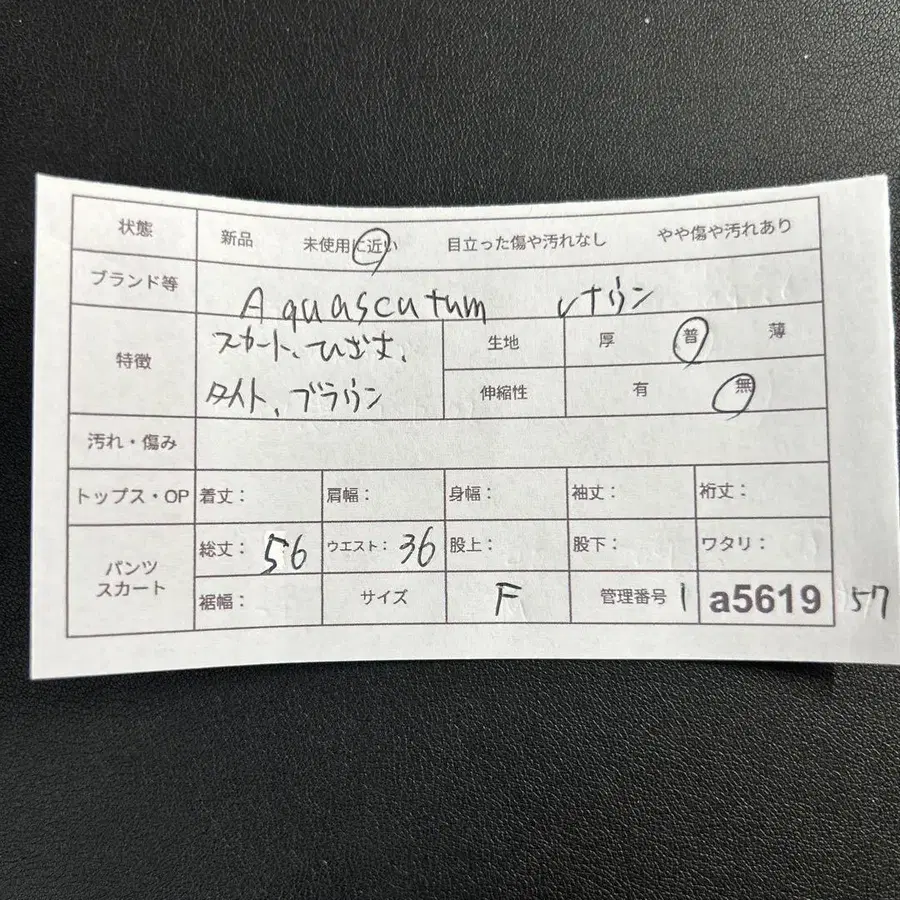 状態 新品 未使用に近い 目立った傷や汚れなし やや傷や汚れあり
ブランド等 Aquascutum レナウン
特徴 スカート、ひざ丈、
タイト、ブラウン
生地 厚 普 薄
伸縮性 有 無
汚れ・傷み
トップス・OP 着丈: 肩幅: 身幅: 袖丈: 裄丈:
パンツ
スカート
総丈: 56 ウエスト: 36 股上: 股下: ワタリ:
裾幅: サイズ F 管理番号 1 a5619 57